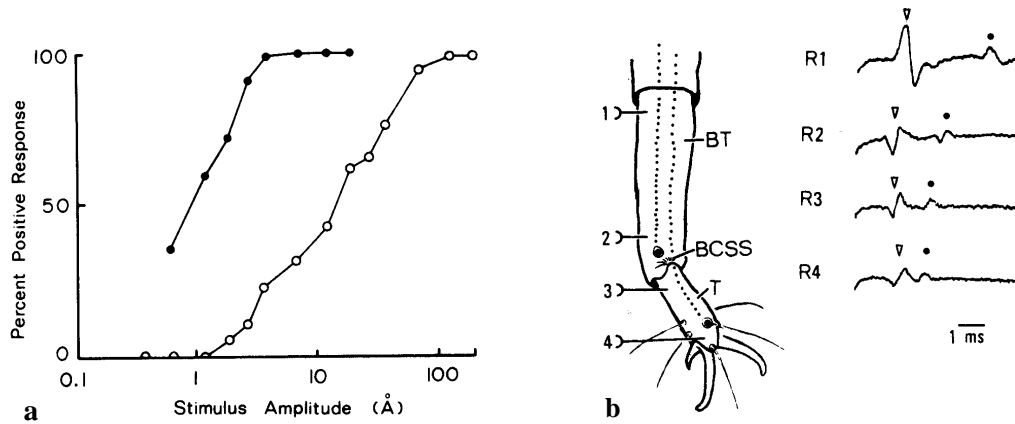 100
50
0
0.1
1
10
100
Percent Positive Response
Stimulus Amplitude (Å)
a
1
2
3
4
BT
BCSS
T
b
R1
R2
R3
R4
1 ms